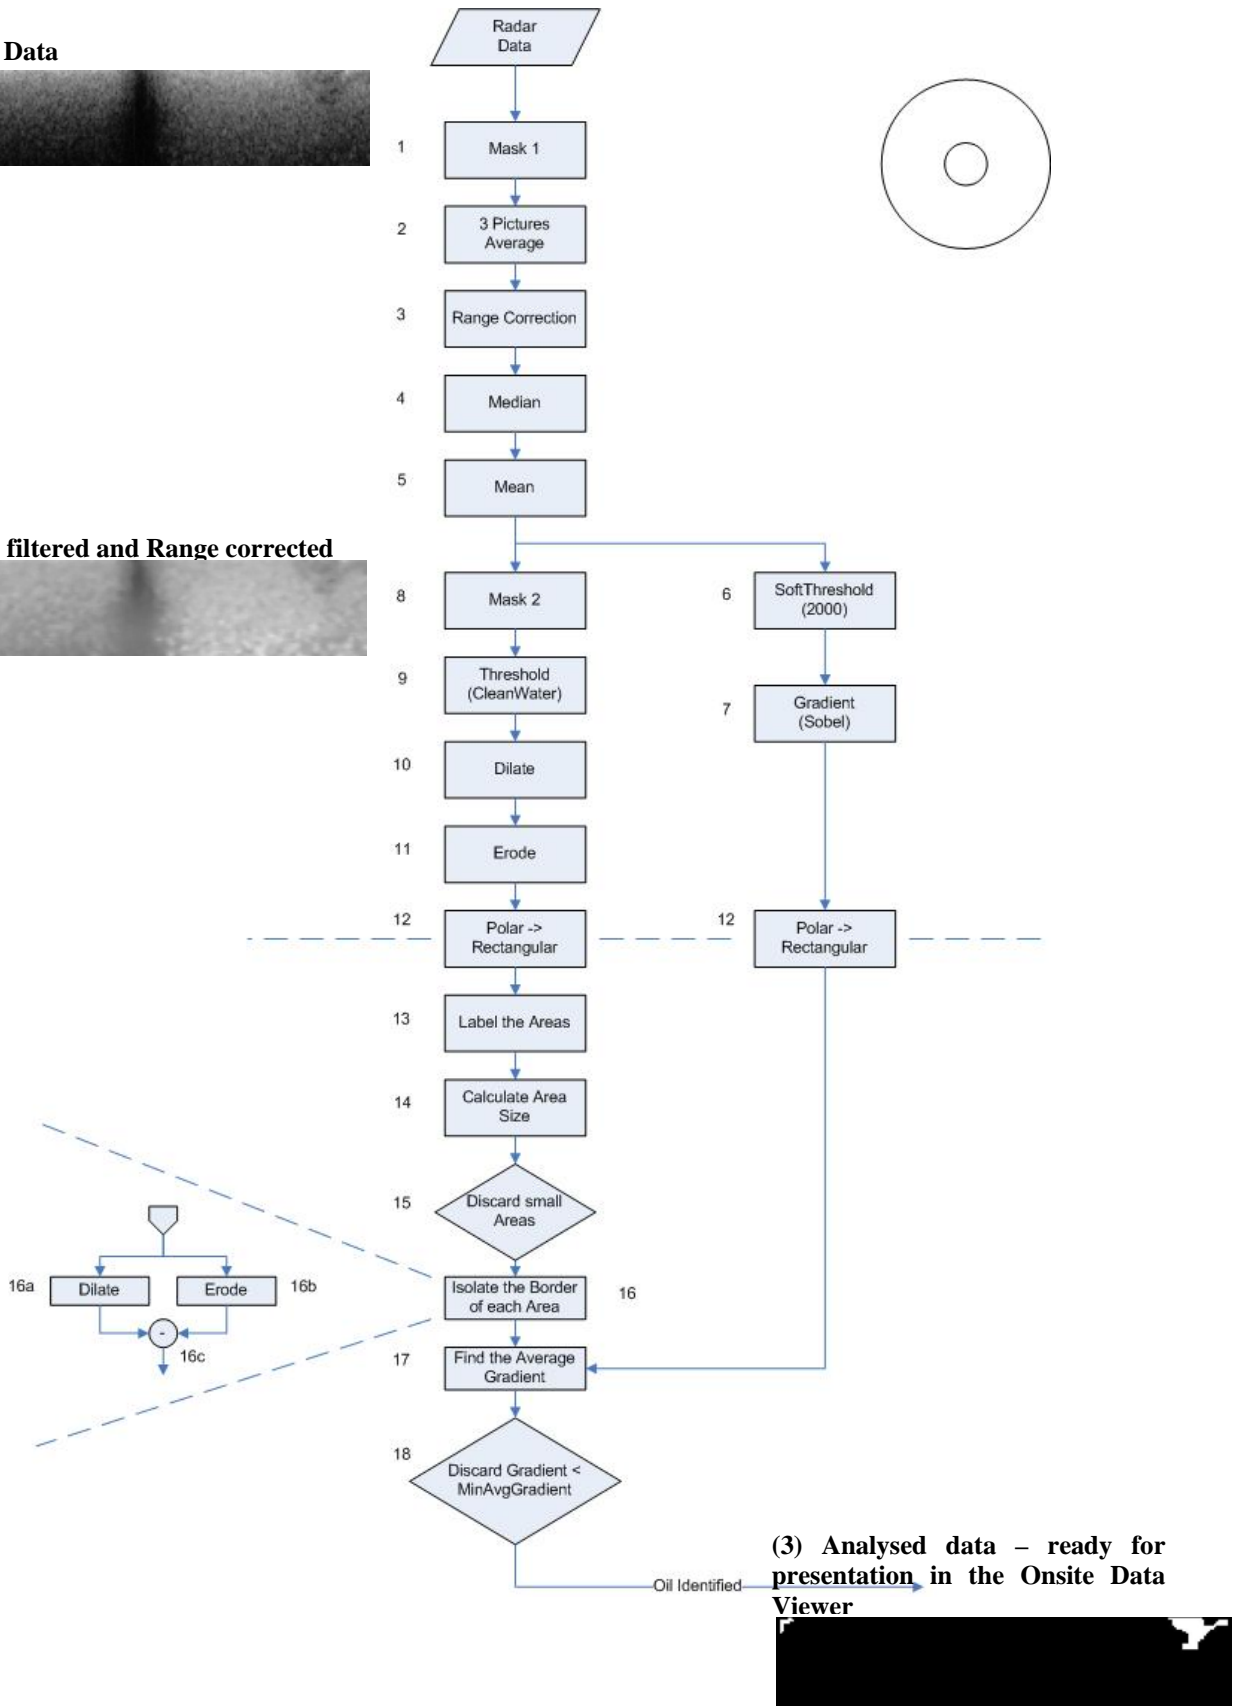 Radar
Data
Data
1
Mask 1
2
3 Pictures
Average
3
Range Correction
4
Median
5
Mean
filtered and Range corrected
8
Mask 2
6
SoftThreshold
(2000)
9
Threshold
(CleanWater)
7
Gradient
(Sobel)
10
Dilate
11
Erode
12
Polar ->
Rectangular
12
Polar ->
Rectangular
13
Label the Areas
14
Calculate Area
Size
15
Discard small
Areas
16a
Dilate
Erode
16b
-
16c
Isolate the Border
of each Area
16
17
Find the Average
Gradient
18
Discard Gradient <
MinAvgGradient
Oil Identified
(3) Analysed data – ready for
presentation in the Onsite Data
Viewer